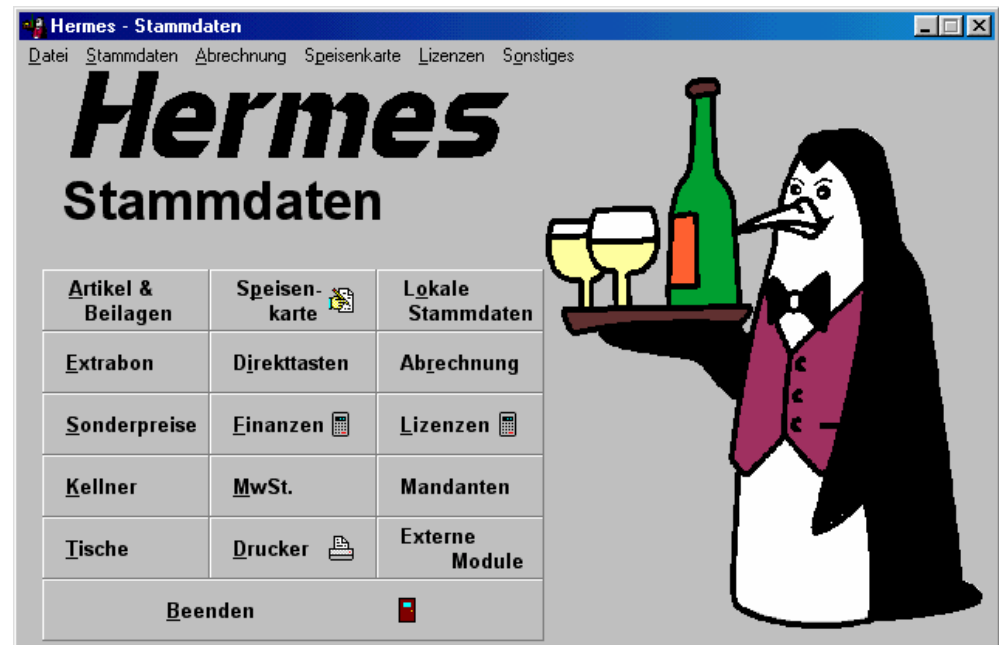 Hermes - Stammdaten
Datei Stammdaten Abrechnung Speisenkarte Lizenzen Sonstiges
Hermes
Stammdaten
Artikel &
Beilagen
Speisen-
karte
Lokale
Stammdaten
Extrabon
Direkttasten
Abrechnung
Sonderpreise
Finanzen
Lizenzen
Kellner
MwSt.
Mandanten
Tische
Drucker
Externe
Module
Beenden